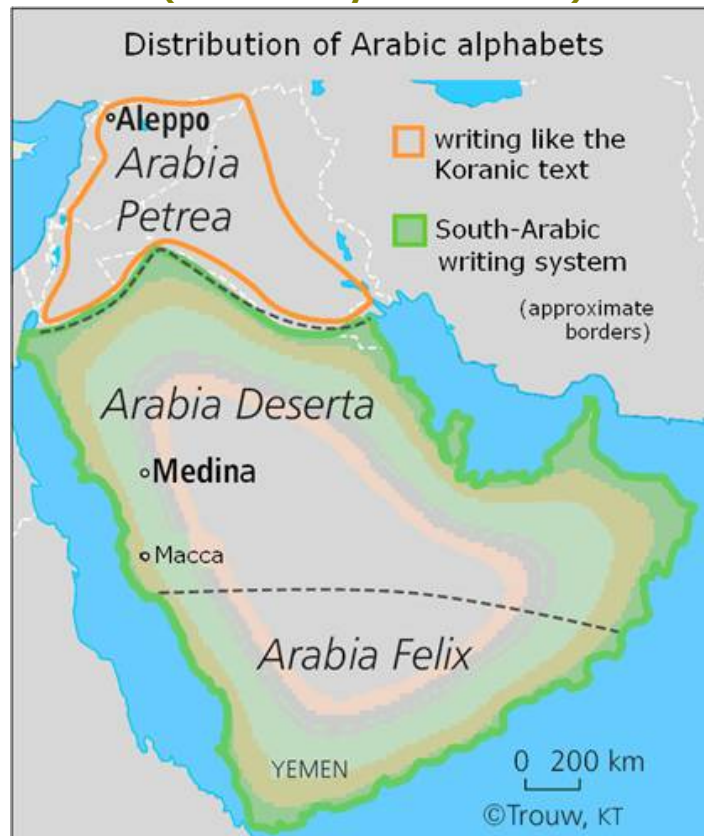 Distribution of Arabic alphabets
Aleppo
Arabia
Petrea
writing like the
Koranic text
South-Arabic
writing system
(approximate
borders)
Arabia Deserta
Medina
Macca
Arabia Felix
YEMEN
0 200 km
©Trouw, KT